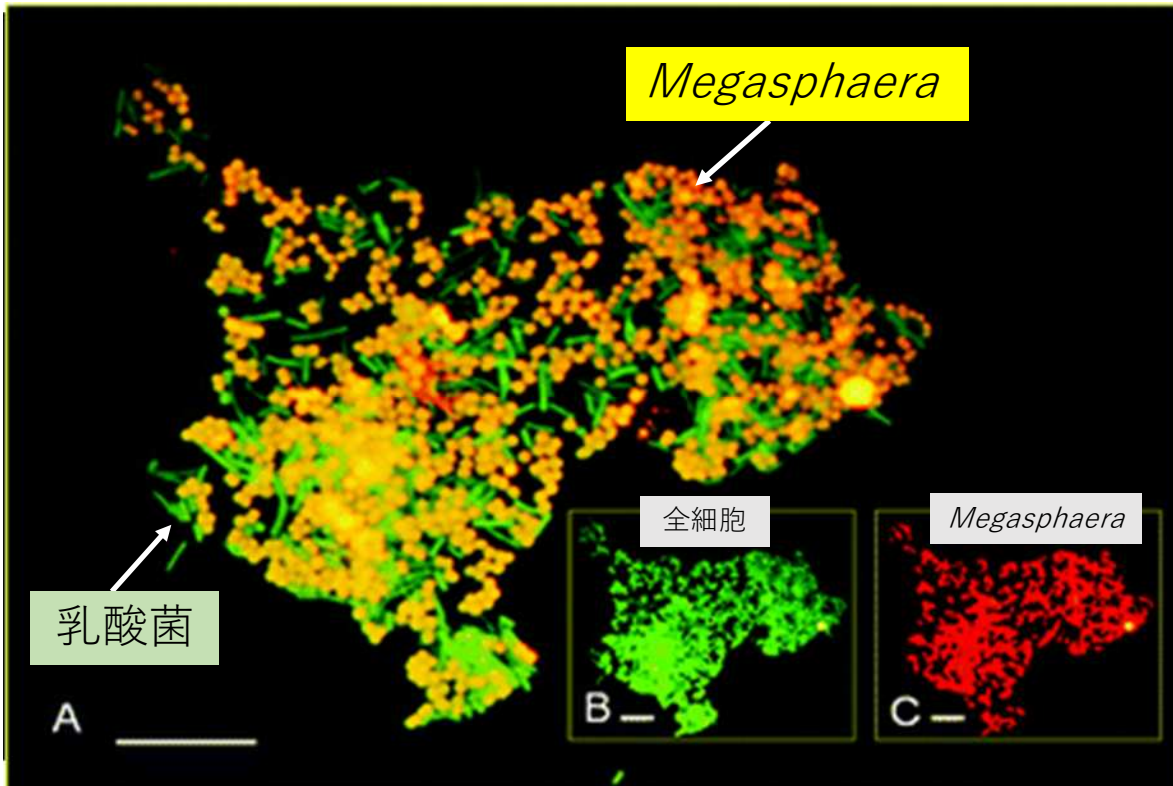 Megasphaera
全細胞
Megasphaera
乳酸菌
A
B
C